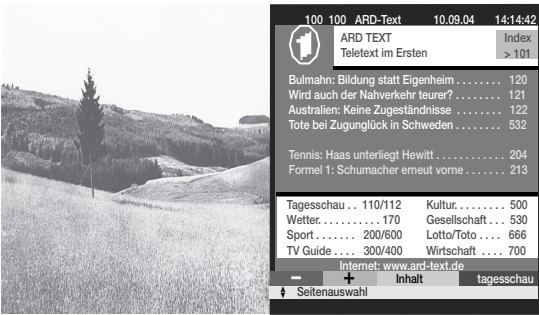 100 100 ARD-Text 10.09.04 14:14:42
1
ARD TEXT Index
Teletext im Ersten > 101
Bulmahn: Bildung statt Eigenheim . . . . . . . . 120
Wird auch der Nahverkehr teurer? . . . . . . . . 121
Australien: Keine Zugeständnisse . . . . . . . . 122
Tote bei Zugunglück in Schweden . . . . . . . . 532
Tennis: Haas unterliegt Hewitt . . . . . . . . . . . 204
Formel 1: Schumacher erneut vorne . . . . . . . 213
Tagesschau . . 110/112 Kultur. . . . . . . . 500
Wetter. . . . . . . . . . . 170 Gesellschaft . . . 530
Sport . . . . . . 200/600 Lotto/Toto . . . . 666
TV Guide . . . . 300/400 Wirtschaft . . . . 700
Internet: www.ard-text.de
− + Inhalt tagesschau
Seitenauswahl